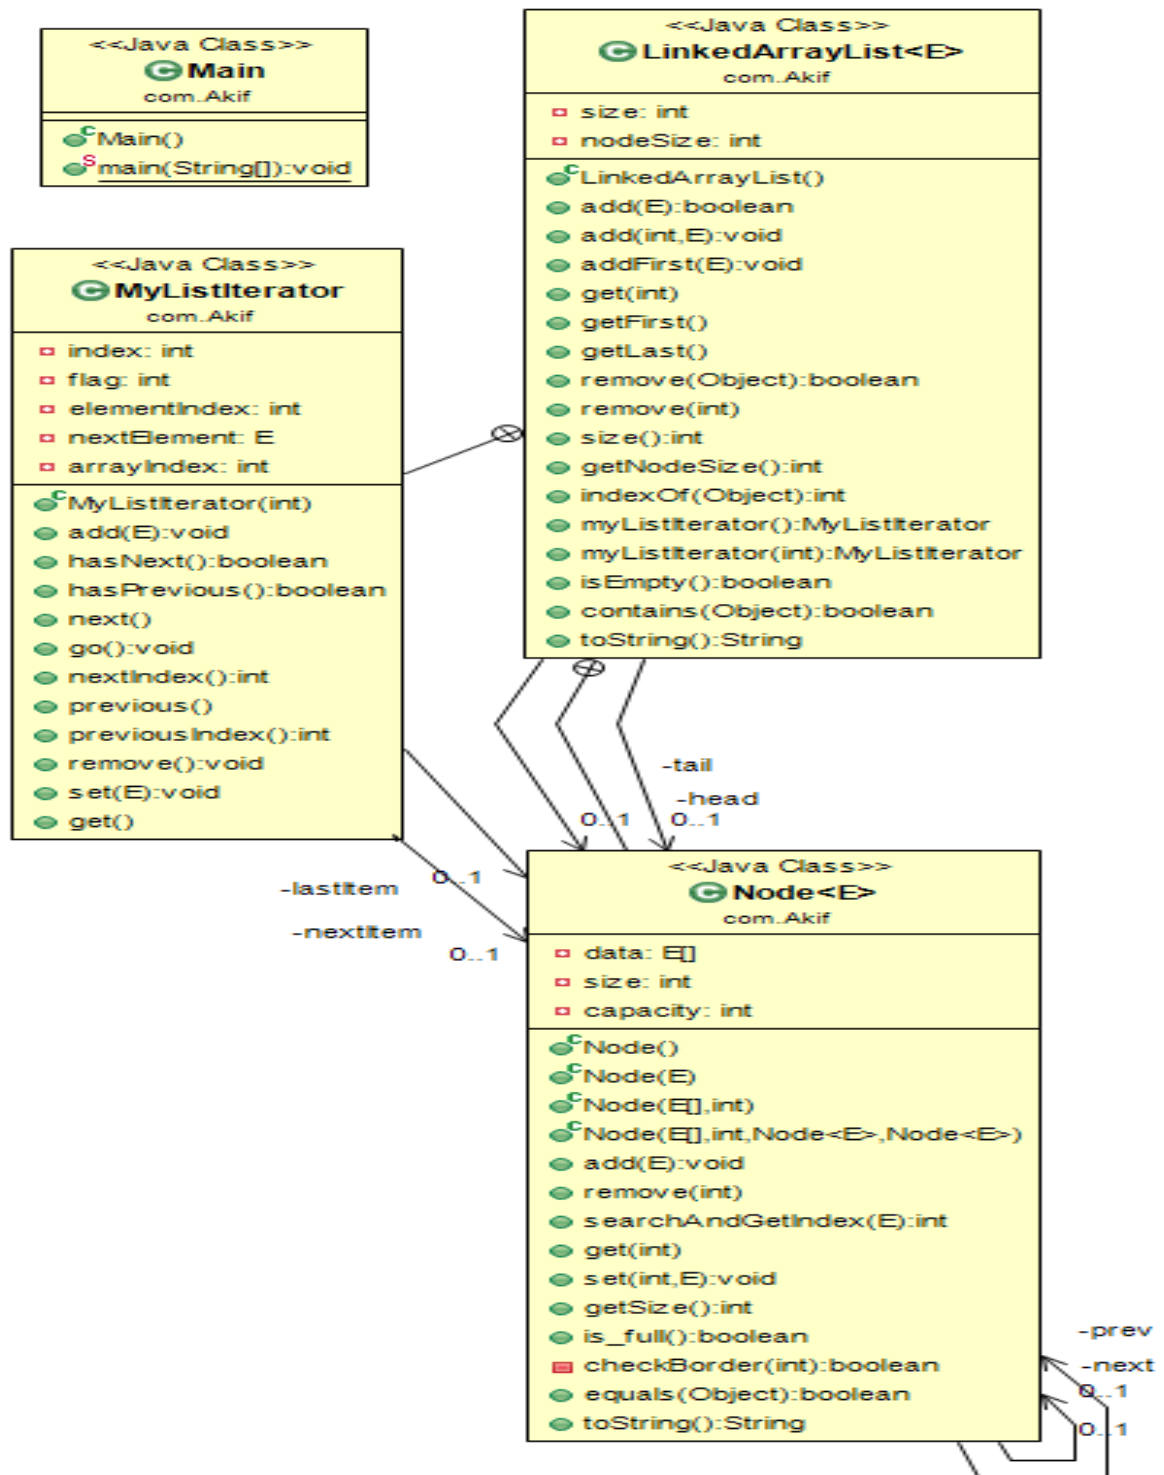 <<Java Class>>
Main
com.Akif
Main()
main(String[]):void
<<Java Class>>
LinkedArrayList<E>
com.Akif
size: int
nodeSize: int
LinkedArrayList()
add(E):boolean
add(int,E):void
addFirst(E):void
get(int)
getFirst()
getLast()
remove(Object):boolean
remove(int)
size():int
getNodeSize():int
indexOf(Object):int
myListIterator():MyListIterator
myListIterator(int):MyListIterator
isEmpty():boolean
contains(Object):boolean
toString():String
<<Java Class>>
MyListIterator
com.Akif
index: int
flag: int
elementIndex: int
nextElement: E
arrayIndex: int
MyListIterator(int)
add(E):void
hasNext():boolean
hasPrevious():boolean
next()
go():void
nextIndex():int
previous()
previousIndex():int
remove():void
set(E):void
get()
-tail
-head
0..1
0..1
-lastItem
0..1
-nextItem
0..1
<<Java Class>>
Node<E>
com.Akif
data: E[]
size: int
capacity: int
Node()
Node(E)
Node(E[],int)
Node(E[],int,Node<E>,Node<E>)
add(E):void
remove(int)
searchAndGetIndex(E):int
get(int)
set(int,E):void
getSize():int
is_full():boolean
checkBorder(int):boolean
equals(Object):boolean
toString():String
-prev
-next
0..1
0..1